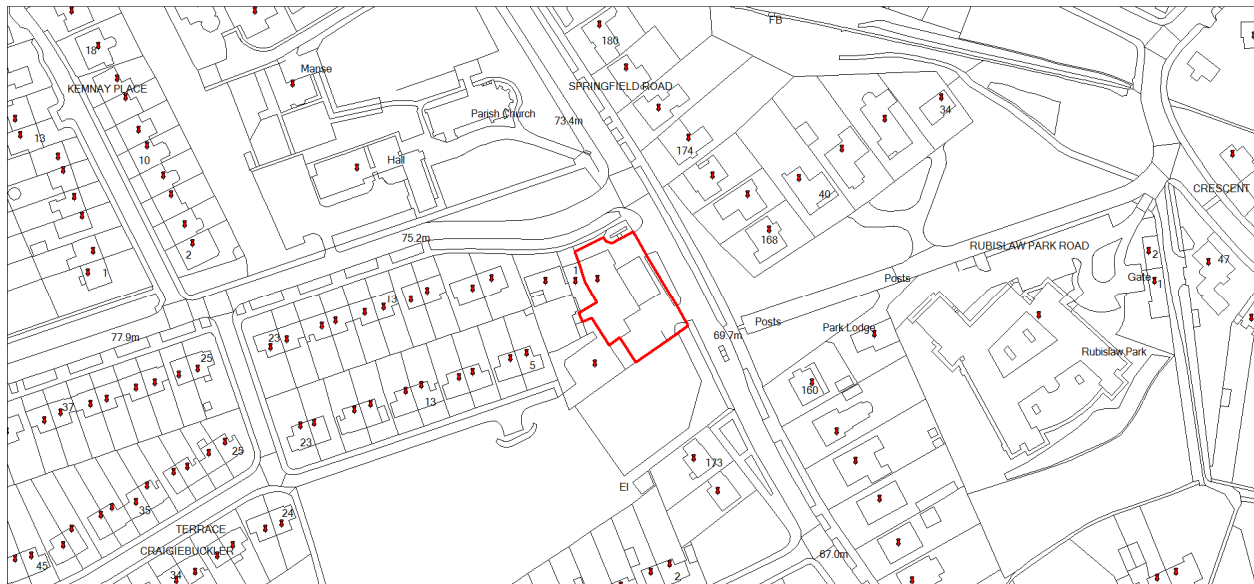 FB
180
18
Manse
KEMNAY PLACE
SPRINGFIELD ROAD
34
Parish Church
73.4m
13
174
10
Hall
CRESCENT
40
75.2m
168
RUBISLAW PARK ROAD
2
2
47
1
1
Posts
Gate
1
13
Posts
Park Lodge
77.9m
23
69.7m
Rubislaw Park
25
5
160
37
13
23
25
173
EI
35
24
TERRACE
CRAIGIEBUCKLER
67.0m
45
34
2